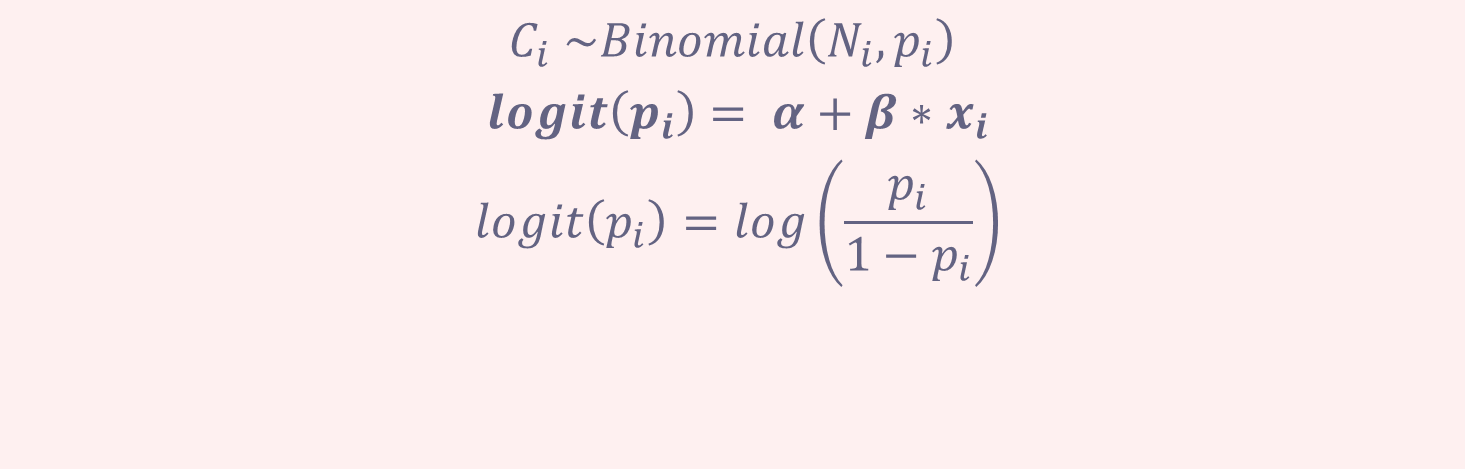 C_i ~Binomial(N_i, p_i)
logit(p_i) = α + β * x_i
logit(p_i) = log(p_i / (1 − p_i))